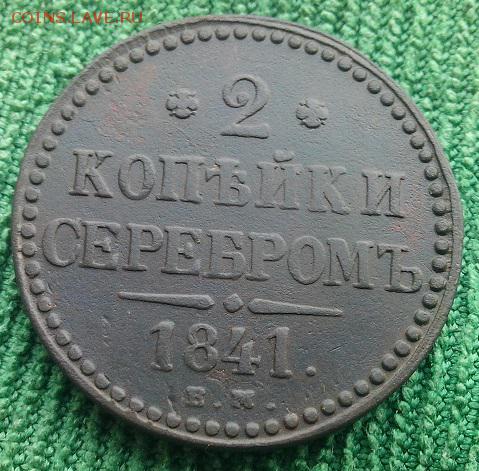 COINS.LAVE.RU
2
КОПѢЙКИ
СЕРЕБРОМЪ
1841.
Е.М.